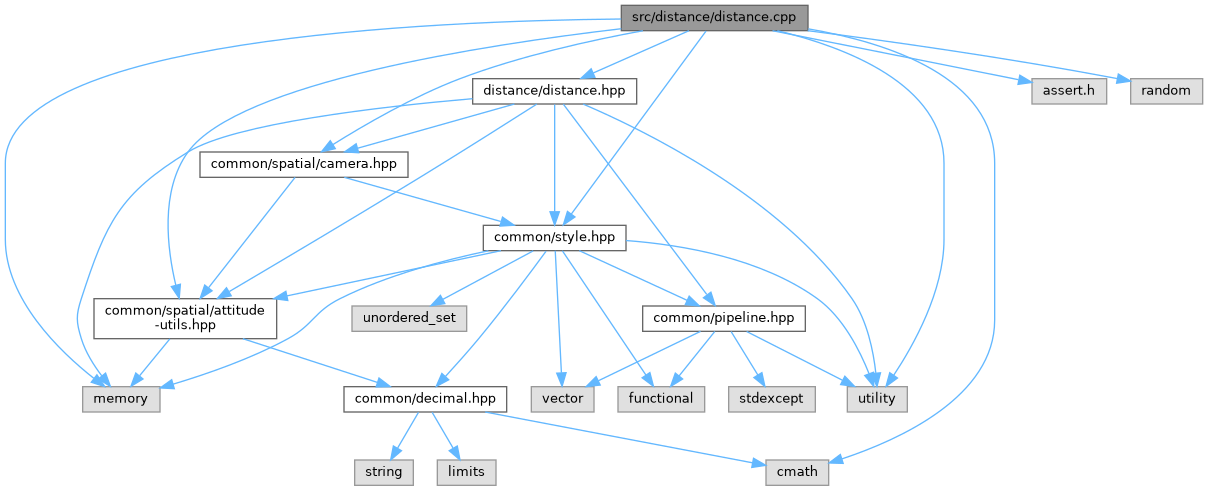 src/distance/distance.cpp
distance/distance.hpp
assert.h
random
common/spatial/camera.hpp
common/style.hpp
common/spatial/attitude
-utils.hpp
unordered_set
common/pipeline.hpp
memory
common/decimal.hpp
vector
functional
stdexcept
utility
string
limits
cmath